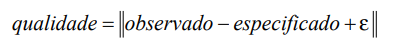 qualidade = ‖observado − especificado + ε‖